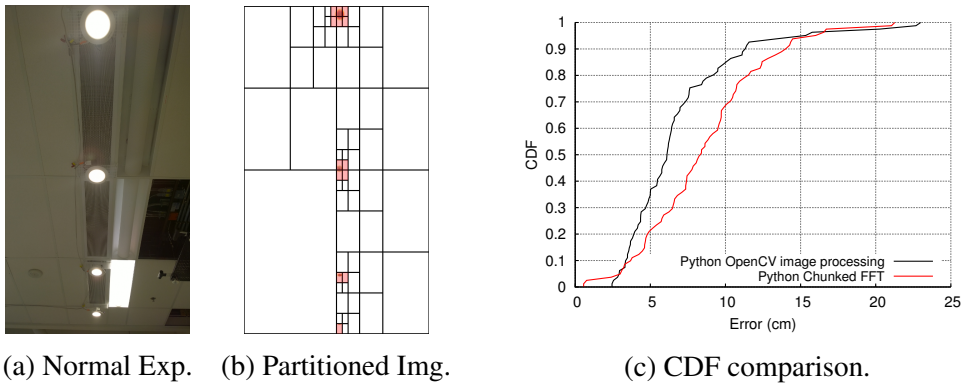 1
0.9
0.8
0.7
0.6
0.5
0.4
0.3
0.2
0.1
0
CDF
Python OpenCV image processing
Python Chunked FFT
0 5 10 15 20 25
Error (cm)
(a) Normal Exp. (b) Partitioned Img. (c) CDF comparison.